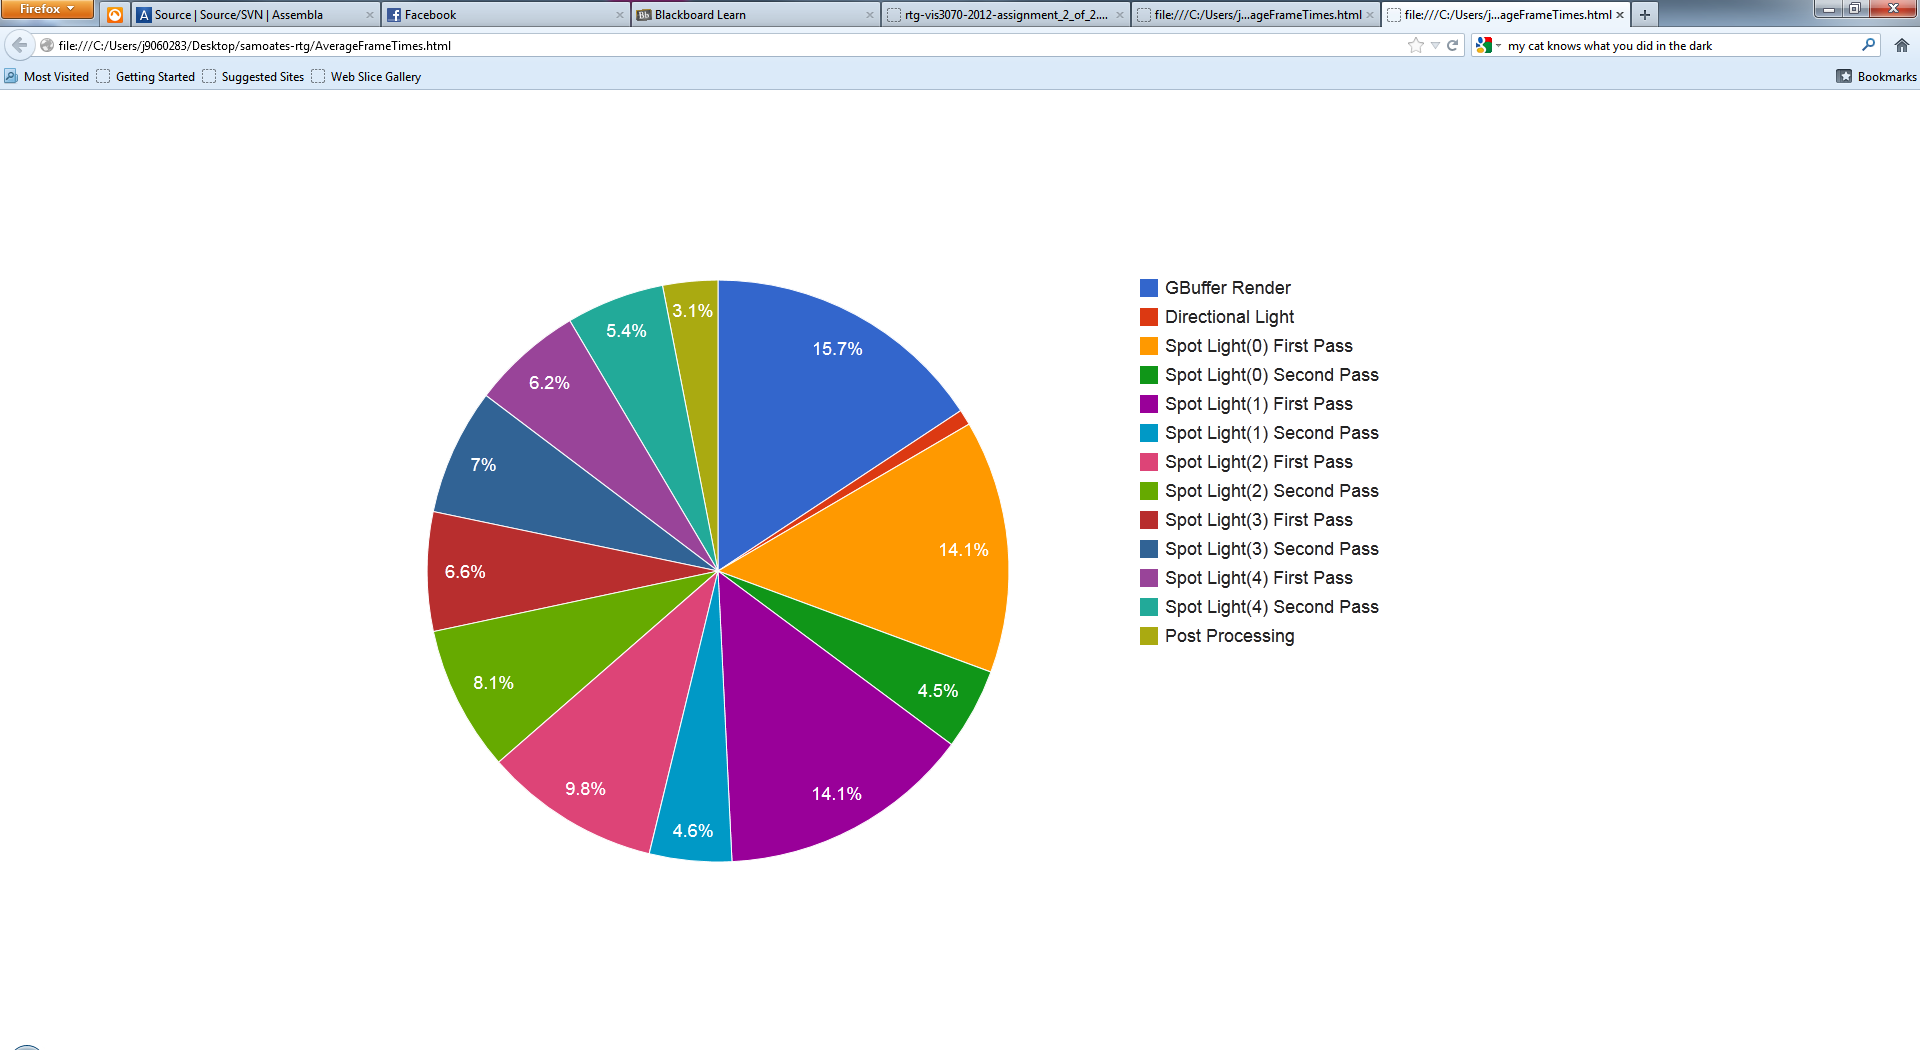 Firefox
Source | Source/SVN | Assembla
Facebook
Bb Blackboard Learn
rtg-vis3070-2012-assignment_2_of_2....
file:///C:/Users/j...ageFrameTimes.html
file:///C:/Users/j...ageFrameTimes.html
file:///C:/Users/j9060283/Desktop/samoates-rtg/AverageFrameTimes.html
my cat knows what you did in the dark
Most Visited
Getting Started
Suggested Sites
Web Slice Gallery
Bookmarks
3.1%
15.7%
5.4%
6.2%
7%
14.1%
6.6%
8.1%
4.5%
9.8%
14.1%
4.6%
GBuffer Render
Directional Light
Spot Light(0) First Pass
Spot Light(0) Second Pass
Spot Light(1) First Pass
Spot Light(1) Second Pass
Spot Light(2) First Pass
Spot Light(2) Second Pass
Spot Light(3) First Pass
Spot Light(3) Second Pass
Spot Light(4) First Pass
Spot Light(4) Second Pass
Post Processing